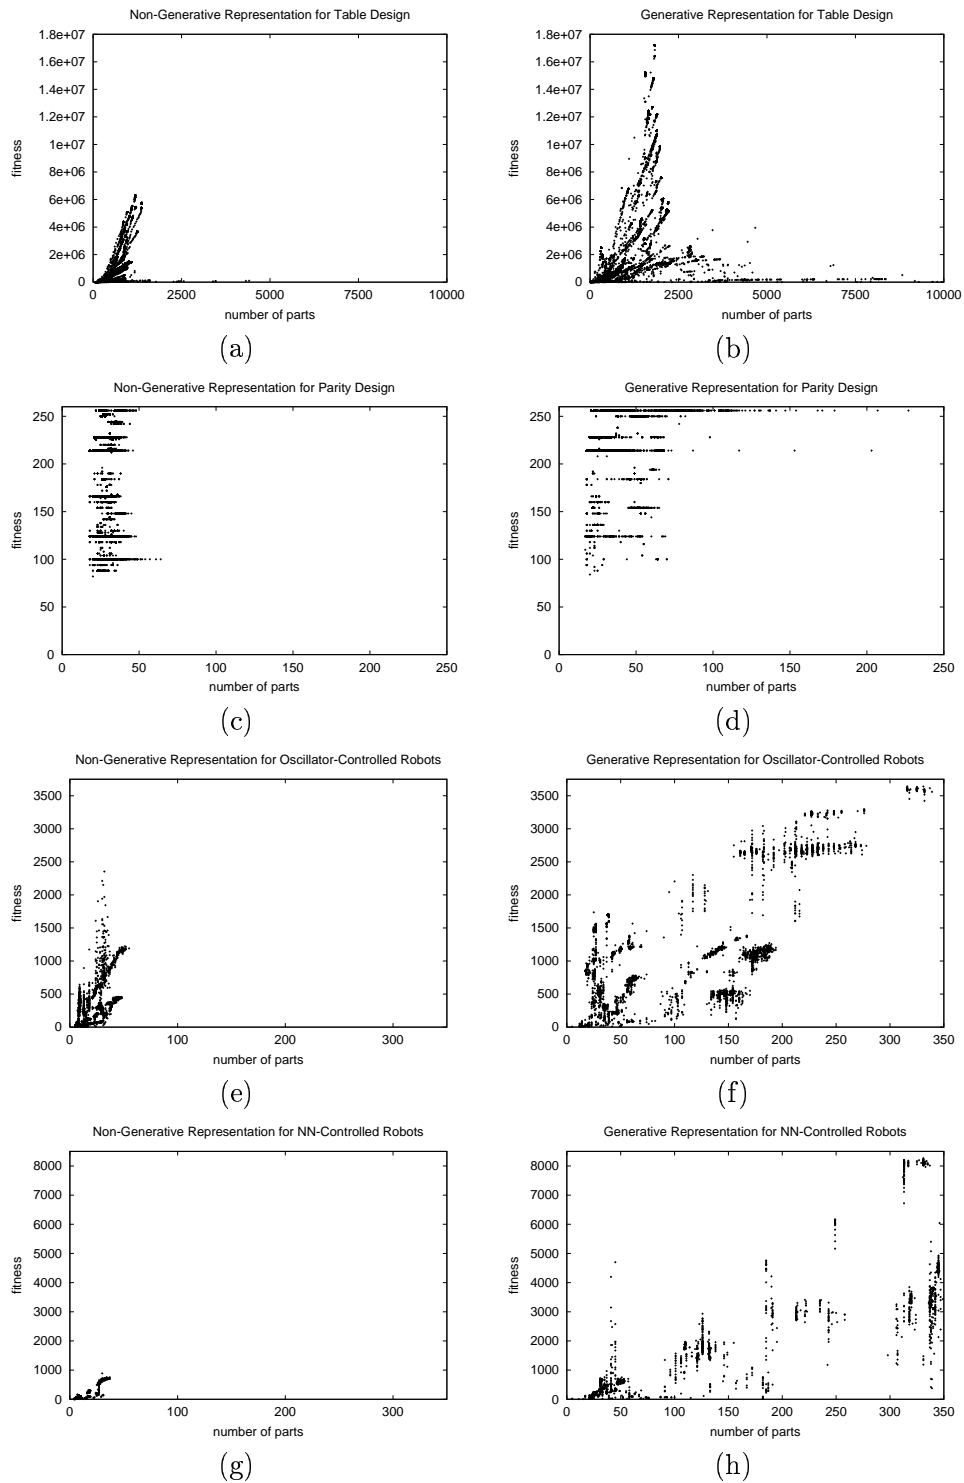 Non-Generative Representation for Table Design
1.8e+07
1.6e+07
1.4e+07
1.2e+07
1e+07
8e+06
6e+06
4e+06
2e+06
0
fitness
0 2500 5000 7500 10000
number of parts
(a)
Generative Representation for Table Design
1.8e+07
1.6e+07
1.4e+07
1.2e+07
1e+07
8e+06
6e+06
4e+06
2e+06
0
fitness
0 2500 5000 7500 10000
number of parts
(b)
Non-Generative Representation for Parity Design
250
200
150
100
50
0
fitness
0 50 100 150 200 250
number of parts
(c)
Generative Representation for Parity Design
250
200
150
100
50
0
fitness
0 50 100 150 200 250
number of parts
(d)
Non-Generative Representation for Oscillator-Controlled Robots
3500
3000
2500
2000
1500
1000
500
0
fitness
0 100 200 300
number of parts
(e)
Generative Representation for Oscillator-Controlled Robots
3500
3000
2500
2000
1500
1000
500
0
fitness
0 50 100 150 200 250 300 350
number of parts
(f)
Non-Generative Representation for NN-Controlled Robots
8000
7000
6000
5000
4000
3000
2000
1000
0
fitness
0 100 200 300
number of parts
(g)
Generative Representation for NN-Controlled Robots
8000
7000
6000
5000
4000
3000
2000
1000
0
fitness
0 50 100 150 200 250 300 350
number of parts
(h)